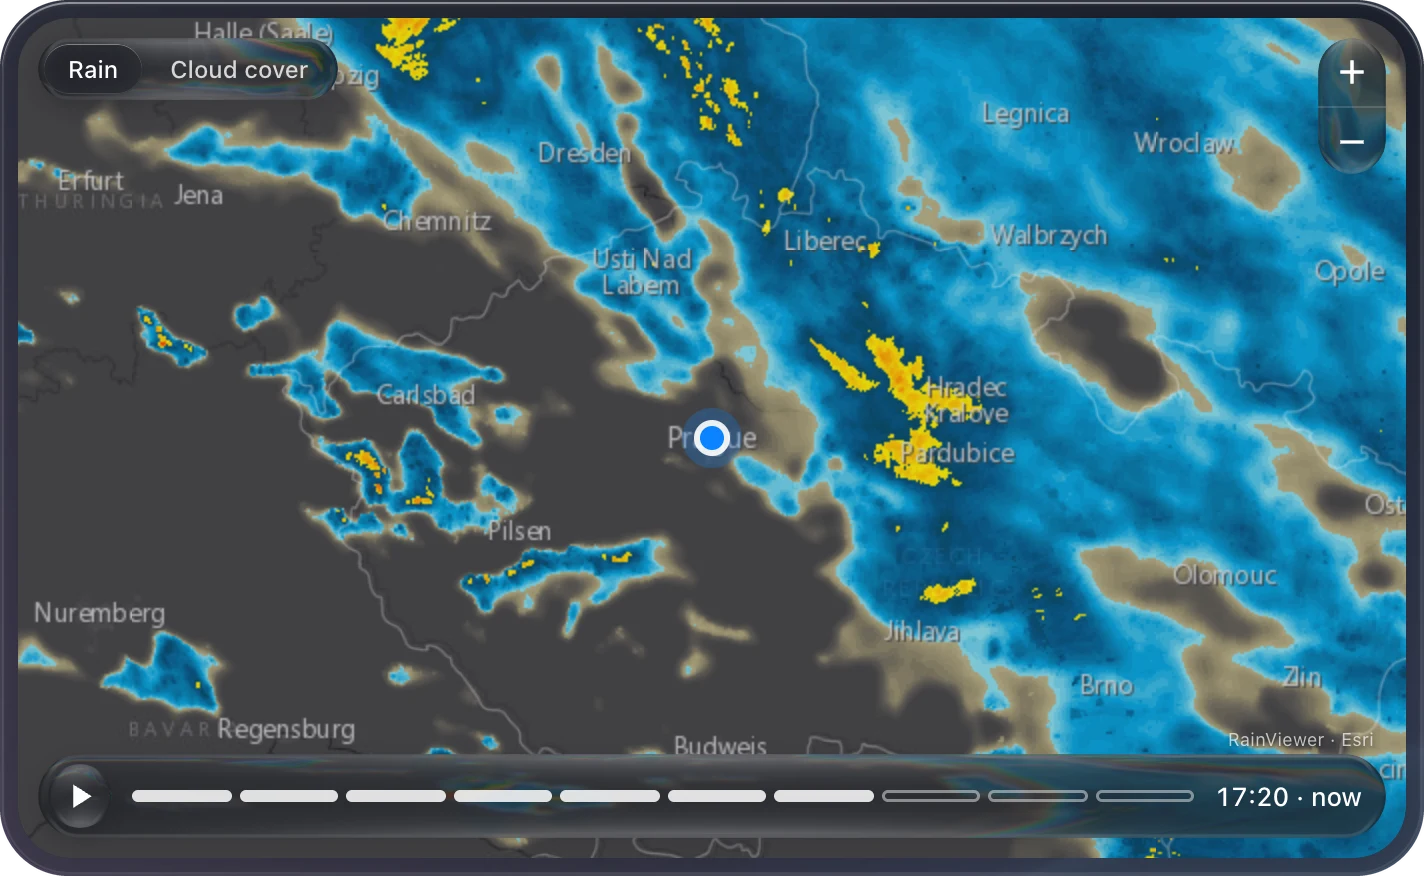 Halle (Saale)
Rain
Cloud cover
+
Legnica
Wroclaw
−
Dresden
Erfurt
THURINGIA
Jena
Chemnitz
Liberec
Walbrzych
Usti Nad
Labem
Opole
Carlsbad
Hradec
Kralove
Pardubice
Pilsen
CZECH
Olomouc
Nuremberg
Jihlava
Zlin
Brno
Regensburg
Budweis
RainViewer · Esri
17:20 · now